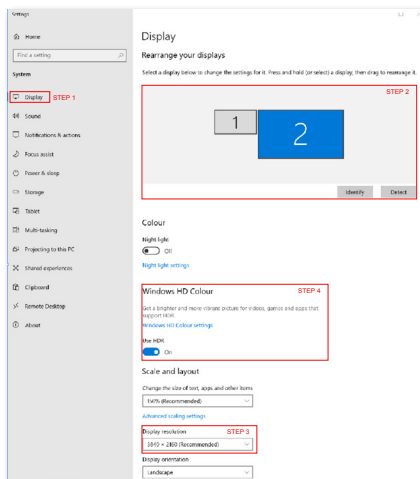 Settings
Home
Find a setting
System
Display STEP 1
Sound
Notifications & actions
Focus assist
Power & sleep
Storage
Tablet
Multi-tasking
Projecting to this PC
Shared experiences
Clipboard
Remote Desktop
About
Display
Rearrange your displays
Select a display below to change the settings for it. Press and hold (or select) a display, then drag to rearrange it.
STEP 2
1 2
Identify Detect
Colour
Night light
Off
Night light settings
Windows HD Colour STEP 4
Get a brighter and more vibrant picture for videos, games and apps that
support HDR.
Windows HD Colour settings
Use HDR
On
Scale and layout
Change the size of text, apps and other items
150% (Recommended)
Advanced scaling settings
Display resolution STEP 3
3840 × 2160 (Recommended)
Display orientation
Landscape